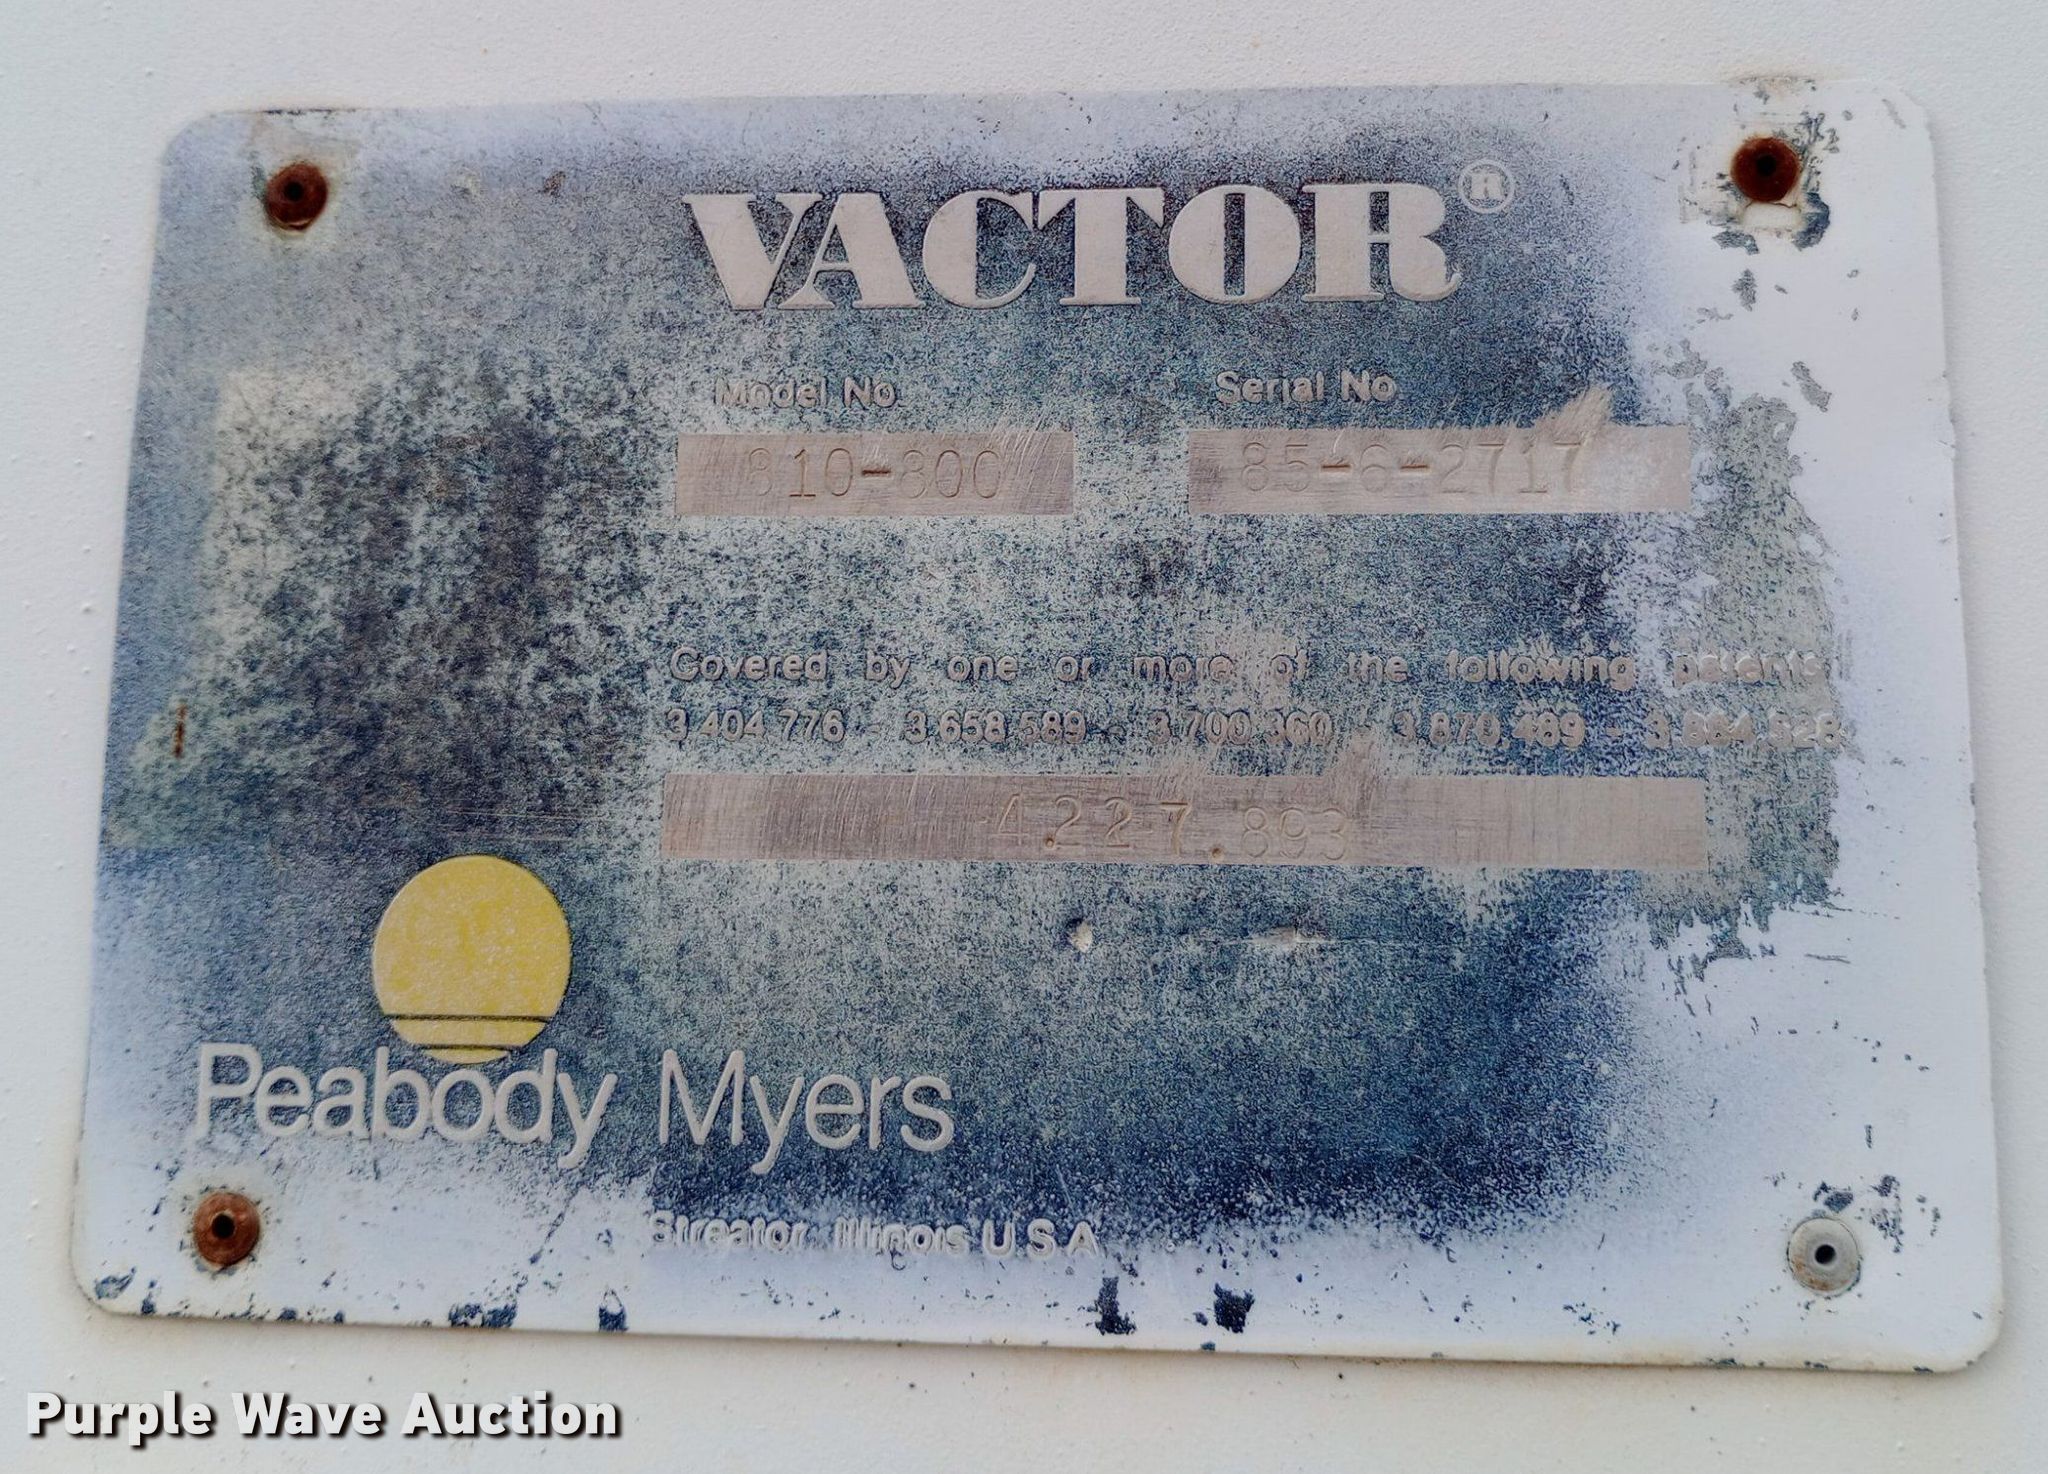 VACTOR®
Model No Serial No
810-800 85-6-2717
Covered by one or more of the following patents
3,404,776 - 3,658,589 - 3,700,360 - 3,870,489 - 3,884,528
4,227,893
Peabody Myers
Streator, Illinois U.S.A.
Purple Wave Auction